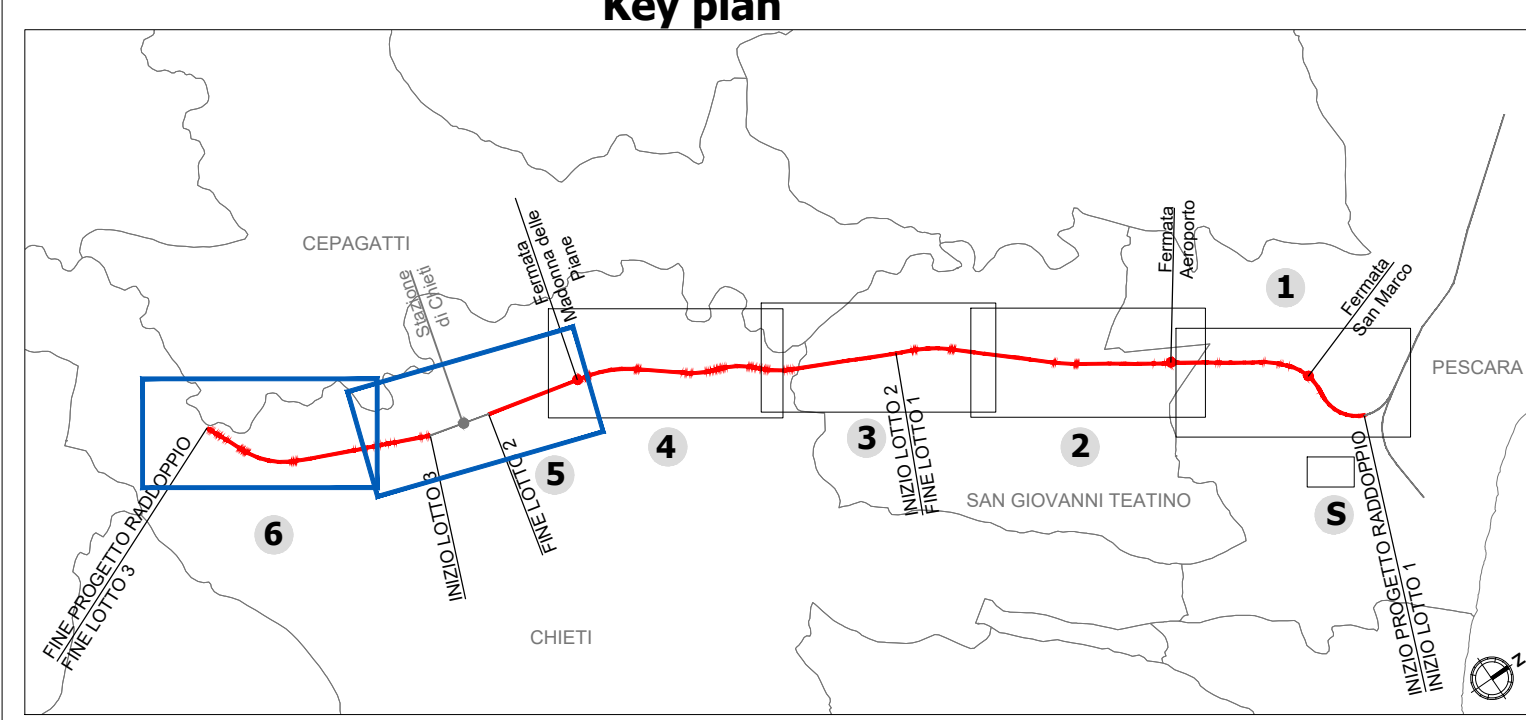 Key plan
CEPAGATTI
Stazione
di Chieti
Fermata
Madonna delle
Piane
Fermata
Aeroporto
1
Fermata
San Marco
PESCARA
4
3
2
5
6
S
INIZIO LOTTO 2
FINE LOTTO 1
SAN GIOVANNI TEATINO
FINE PROGETTO RADDOPPIO
FINE LOTTO 3
INIZIO LOTTO 3
FINE LOTTO 2
CHIETI
INIZIO PROGETTO RADDOPPIO
INIZIO LOTTO 1
N